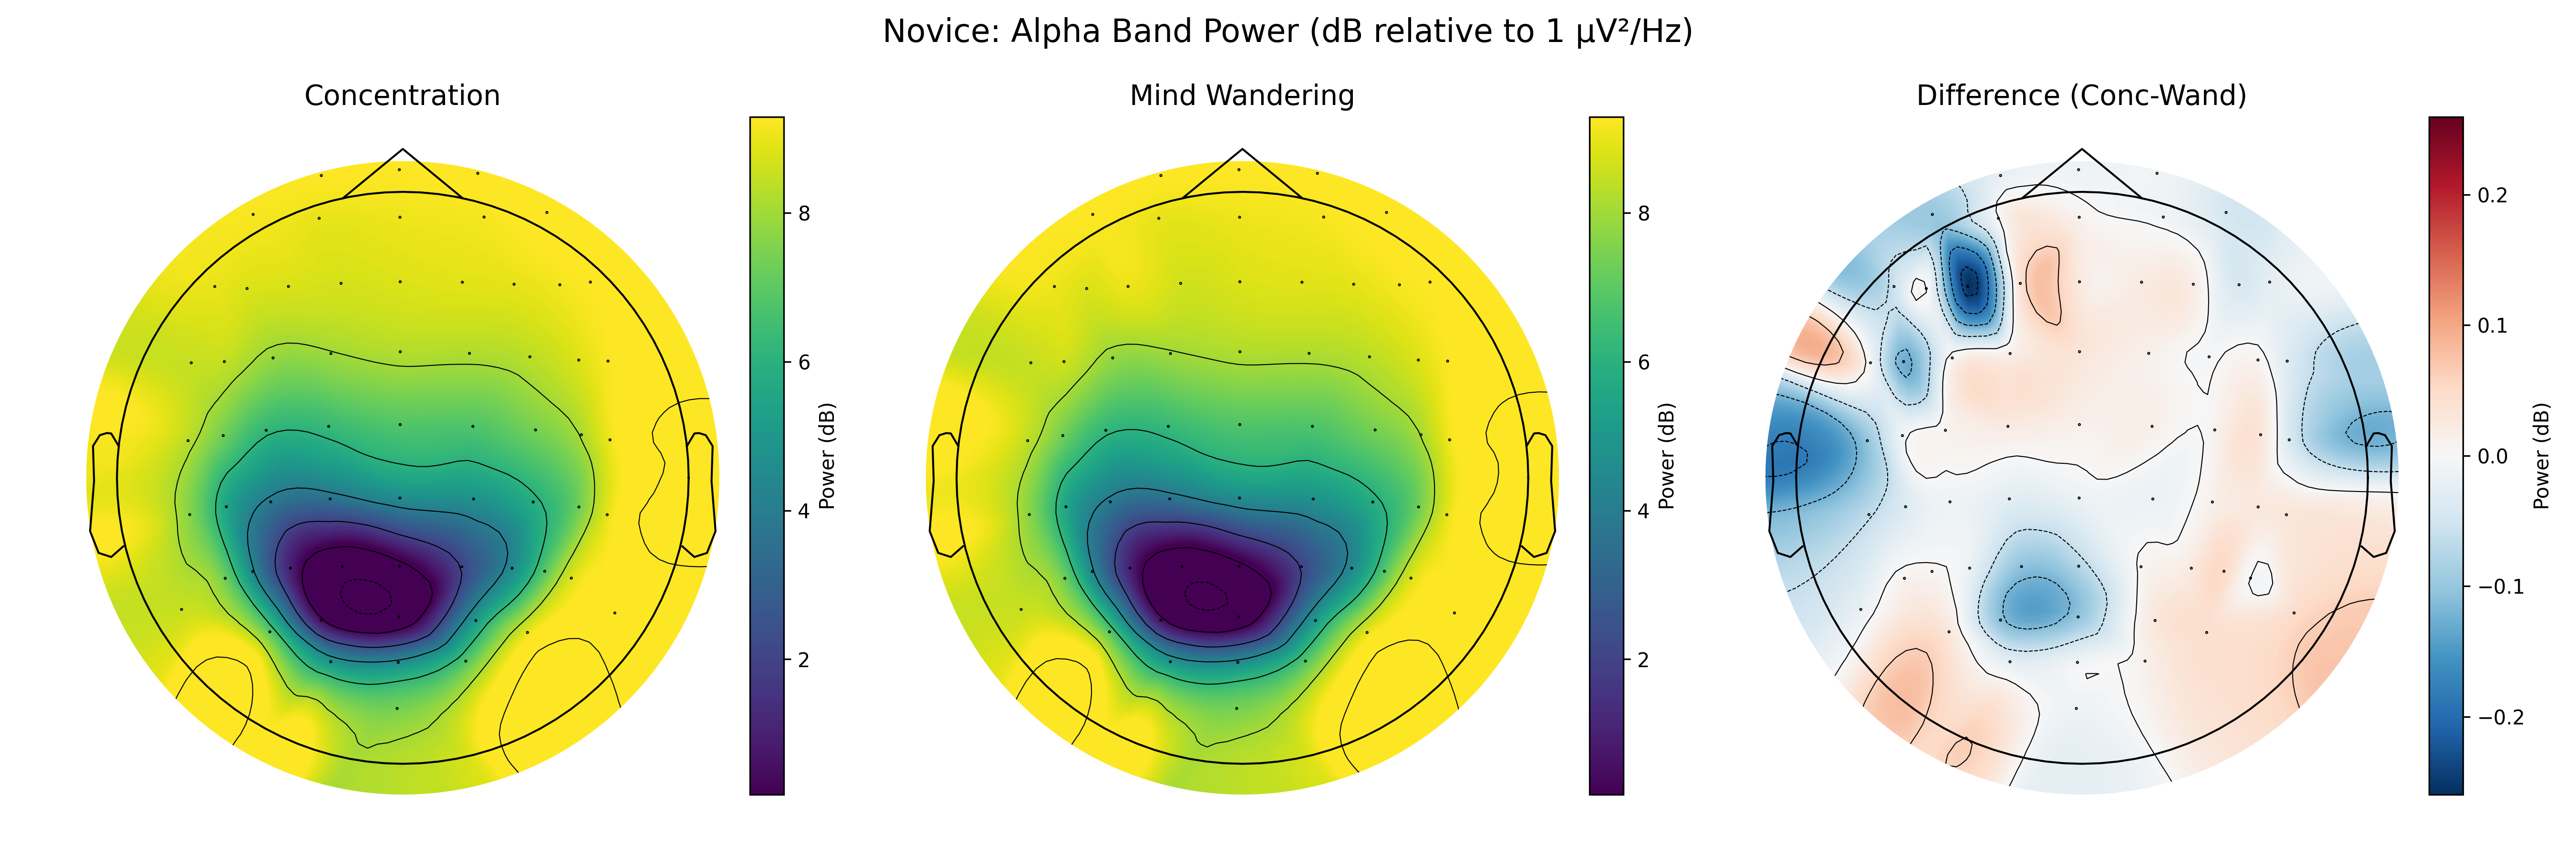 Novice: Alpha Band Power (dB relative to 1 µV²/Hz)
Concentration
8
6
4
2
Power (dB)
Mind Wandering
8
6
4
2
Power (dB)
Difference (Conc-Wand)
0.2
0.1
0.0
−0.1
−0.2
Power (dB)